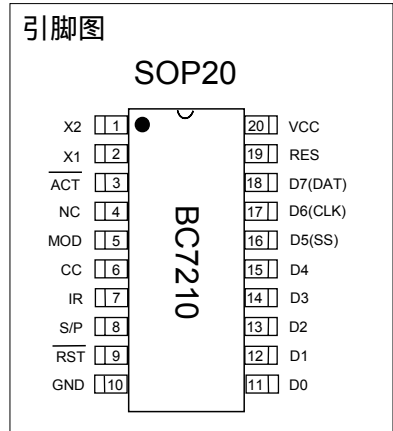 引脚图
SOP20
X2 1 20 VCC
X1 2 19 RES
ACT 3 18 D7(DAT)
NC 4 17 D6(CLK)
MOD 5 16 D5(SS)
CC 6 15 D4
IR 7 14 D3
S/P 8 13 D2
RST 9 12 D1
GND 10 11 D0
BC7210